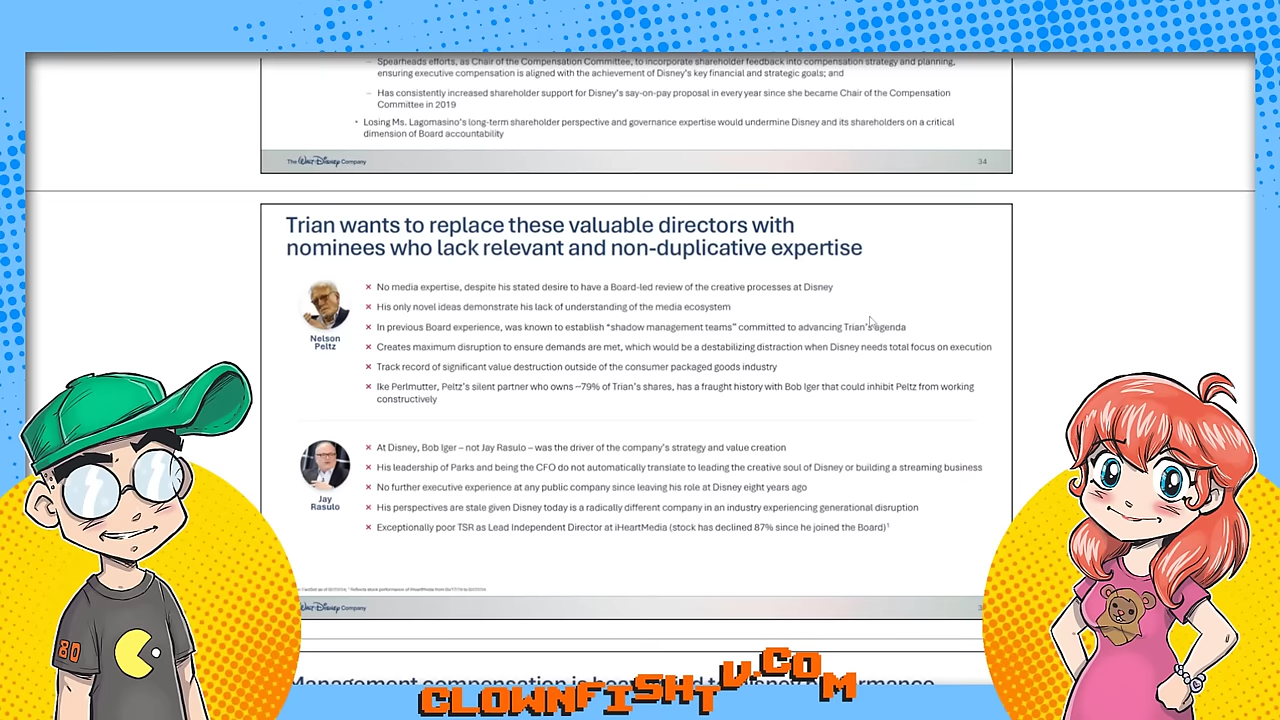 Spearheads efforts, as Chair of the Compensation Committee, to incorporate shareholder feedback into compensation strategy and planning,
ensuring executive compensation is aligned with the achievement of Disney's key financial and strategic goals; and
– Has consistently increased shareholder support for Disney's say-on-pay proposal in every year since she became Chair of the Compensation
Committee in 2019
• Losing Ms. Lagomasino's long-term shareholder perspective and governance expertise would undermine Disney and its shareholders on a critical
dimension of Board accountability
The Walt Disney Company
34
Trian wants to replace these valuable directors with
nominees who lack relevant and non-duplicative expertise
Nelson
Peltz
× No media expertise, despite his stated desire to have a Board-led review of the creative processes at Disney
× His only novel ideas demonstrate his lack of understanding of the media ecosystem
× In previous Board experience, was known to establish "shadow management teams" committed to advancing Trian's agenda
× Creates maximum disruption to ensure demands are met, which would be a destabilizing distraction when Disney needs total focus on execution
× Track record of significant value destruction outside of the consumer packaged goods industry
× Ike Perlmutter, Peltz's silent partner who owns ~79% of Trian's shares, has a fraught history with Bob Iger that could inhibit Peltz from working
constructively
Jay
Rasulo
× At Disney, Bob Iger – not Jay Rasulo – was the driver of the company's strategy and value creation
× His leadership of Parks and being the CFO do not automatically translate to leading the creative soul of Disney or building a streaming business
× No further executive experience at any public company since leaving his role at Disney eight years ago
× His perspectives are stale given Disney today is a radically different company in an industry experiencing generational disruption
× Exceptionally poor TSR as Lead Independent Director at iHeartMedia (stock has declined 87% since he joined the Board)¹
Walt Disney Company
Management compensation is
80
CLOWNFISHTV.COM